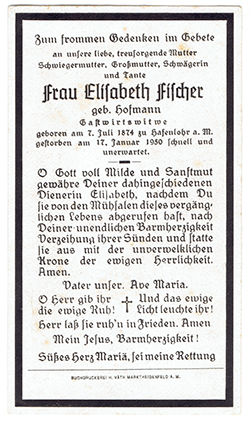 Zum frommen Gedenken im Gebete
an unsere liebe, treusorgende Mutter
Schwiegermutter, Großmutter, Schwägerin
und Tante
Frau Elisabeth Fischer
geb. Hofmann
Gastwirtswitwe
geboren am 7. Juli 1874 zu Hafenlohr a. M.
gestorben am 17. Januar 1950 schnell und
unerwartet.
O Gott voll Milde und Sanftmut
gewähre Deiner dahingeschiedenen
Dienerin Elisabeth, nachdem Du
sie von den Mühsalen dieses vergäng-
lichen Lebens abgerufen hast, nach
Deiner unendlichen Barmherzigkeit
Verzeihung ihrer Sünden und statte
sie aus mit der unverwelklichen
Krone der ewigen Herrlichkeit.
Amen.
Vater unser. Ave Maria.
O Herr gib ihr † Und das ewige
die ewige Ruh! Licht leuchte ihr!
Herr laß sie ruh'n in Frieden. Amen
Mein Jesus, Barmherzigkeit!
Süßes Herz Mariä, sei meine Rettung
BUCHDRUCKEREI H. VÄTH MARKTHEIDENFELD A. M.